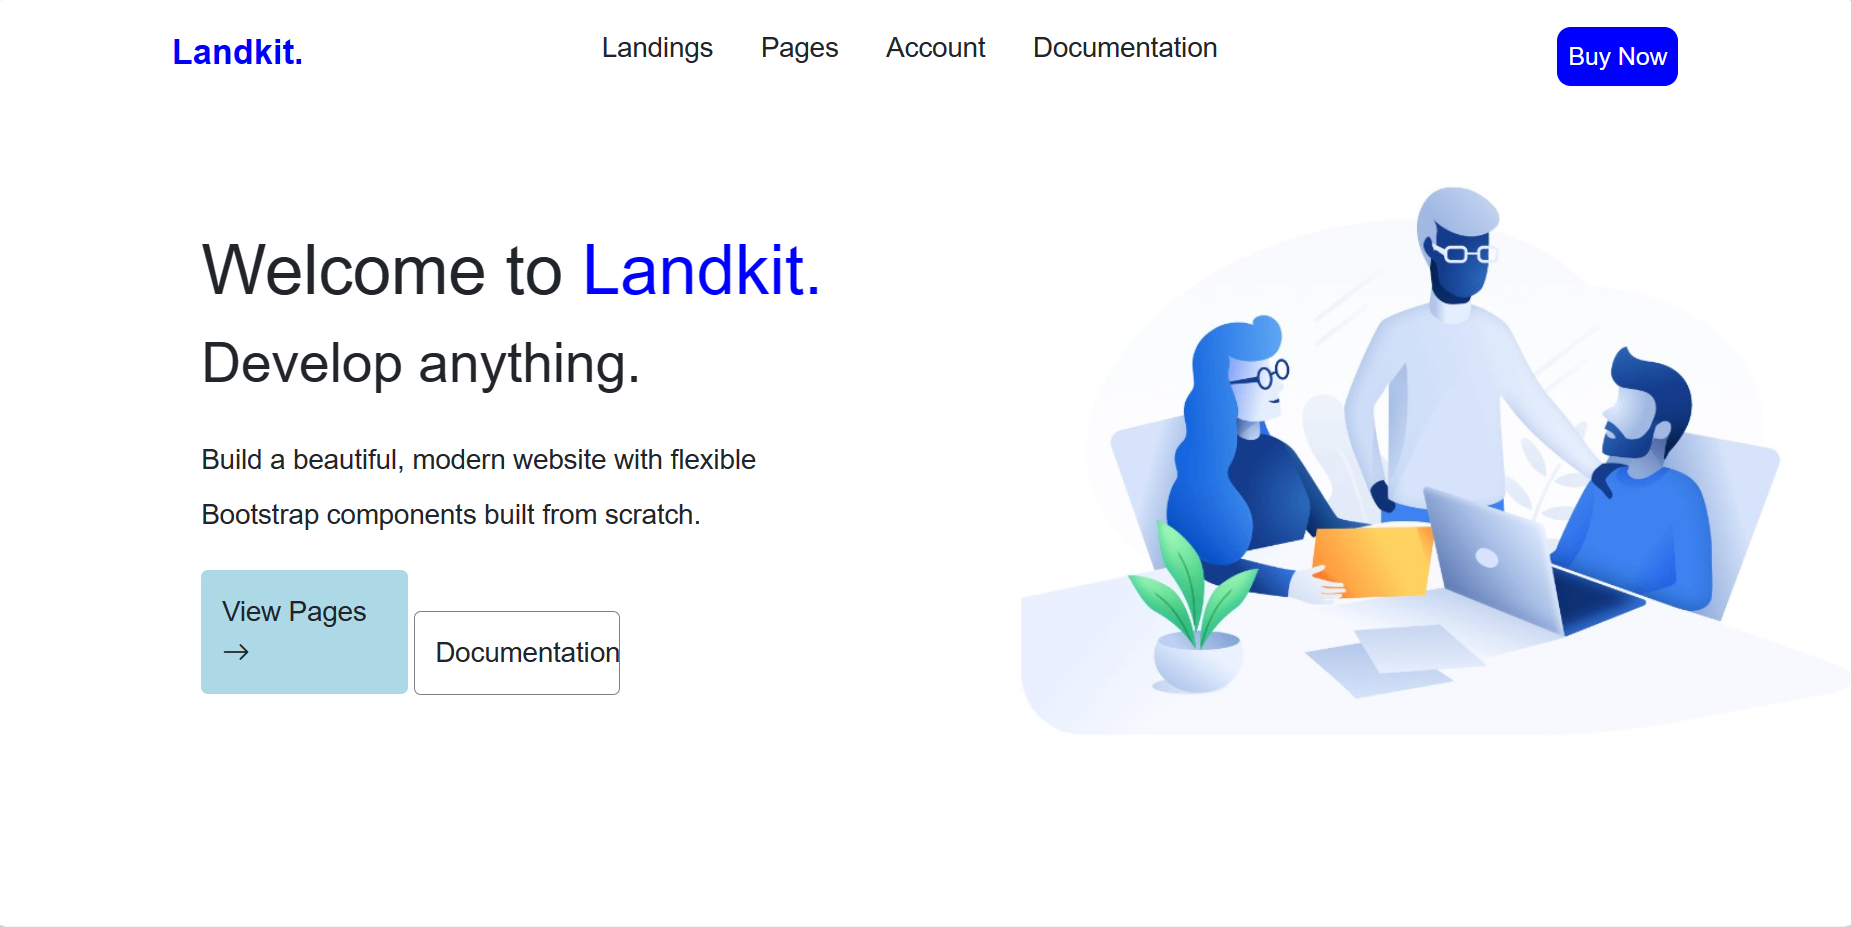 Landkit.
Landings
Pages
Account
Documentation
Buy Now
Welcome to Landkit.
Develop anything.
Build a beautiful, modern website with flexible
Bootstrap components built from scratch.
View Pages
→
Documentation